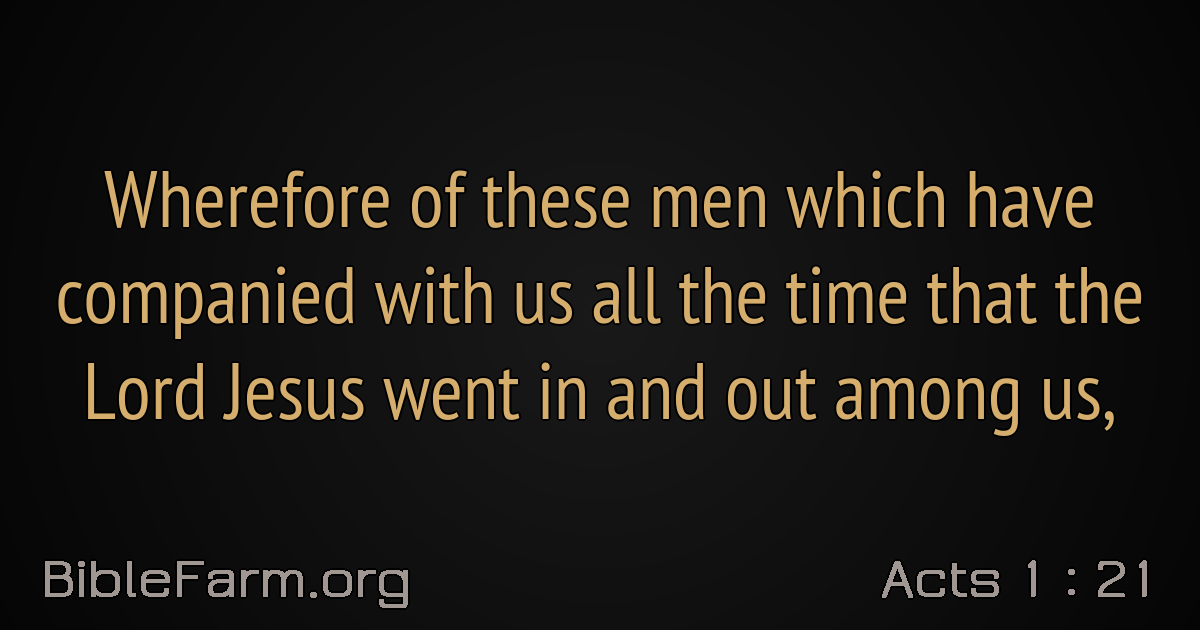 Wherefore of these men which have
companied with us all the time that the
Lord Jesus went in and out among us,
BibleFarm.org
Acts 1 : 21